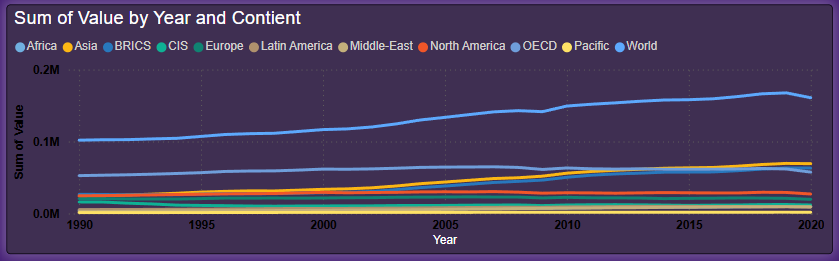 Sum of Value by Year and Contient
Africa Asia BRICS CIS Europe Latin America Middle-East North America OECD Pacific World
0.2M
0.1M
0.0M
Sum of Value
1990 1995 2000 2005 2010 2015 2020
Year